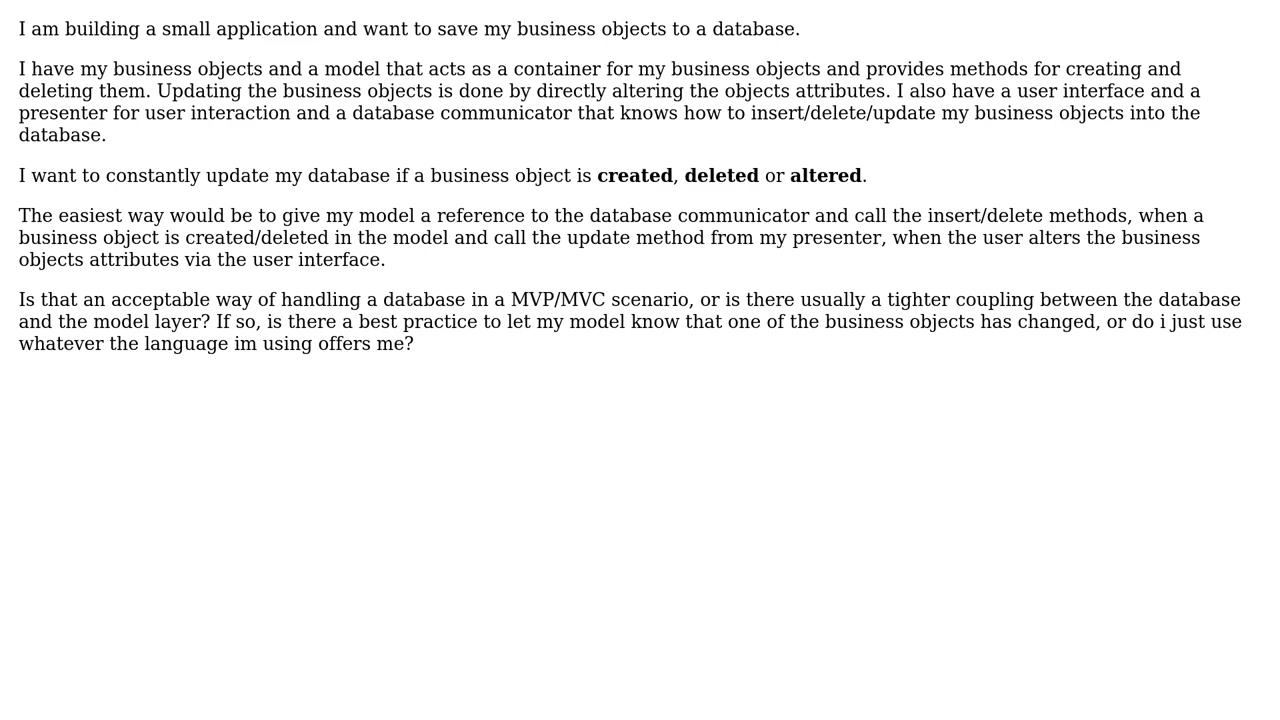 I am building a small application and want to save my business objects to a database.
I have my business objects and a model that acts as a container for my business objects and provides methods for creating and
deleting them. Updating the business objects is done by directly altering the objects attributes. I also have a user interface and a
presenter for user interaction and a database communicator that knows how to insert/delete/update my business objects into the
database.
I want to constantly update my database if a business object is created, deleted or altered.
The easiest way would be to give my model a reference to the database communicator and call the insert/delete methods, when a
business object is created/deleted in the model and call the update method from my presenter, when the user alters the business
objects attributes via the user interface.
Is that an acceptable way of handling a database in a MVP/MVC scenario, or is there usually a tighter coupling between the database
and the model layer? If so, is there a best practice to let my model know that one of the business objects has changed, or do i just use
whatever the language im using offers me?